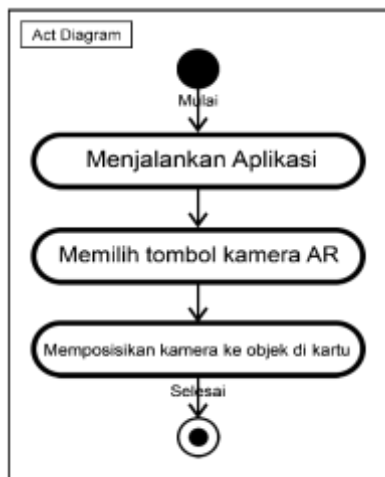 Act Diagram
Mulai
Menjalankan Aplikasi
Memilih tombol kamera AR
Memposisikan kamera ke objek di kartu
Selesai